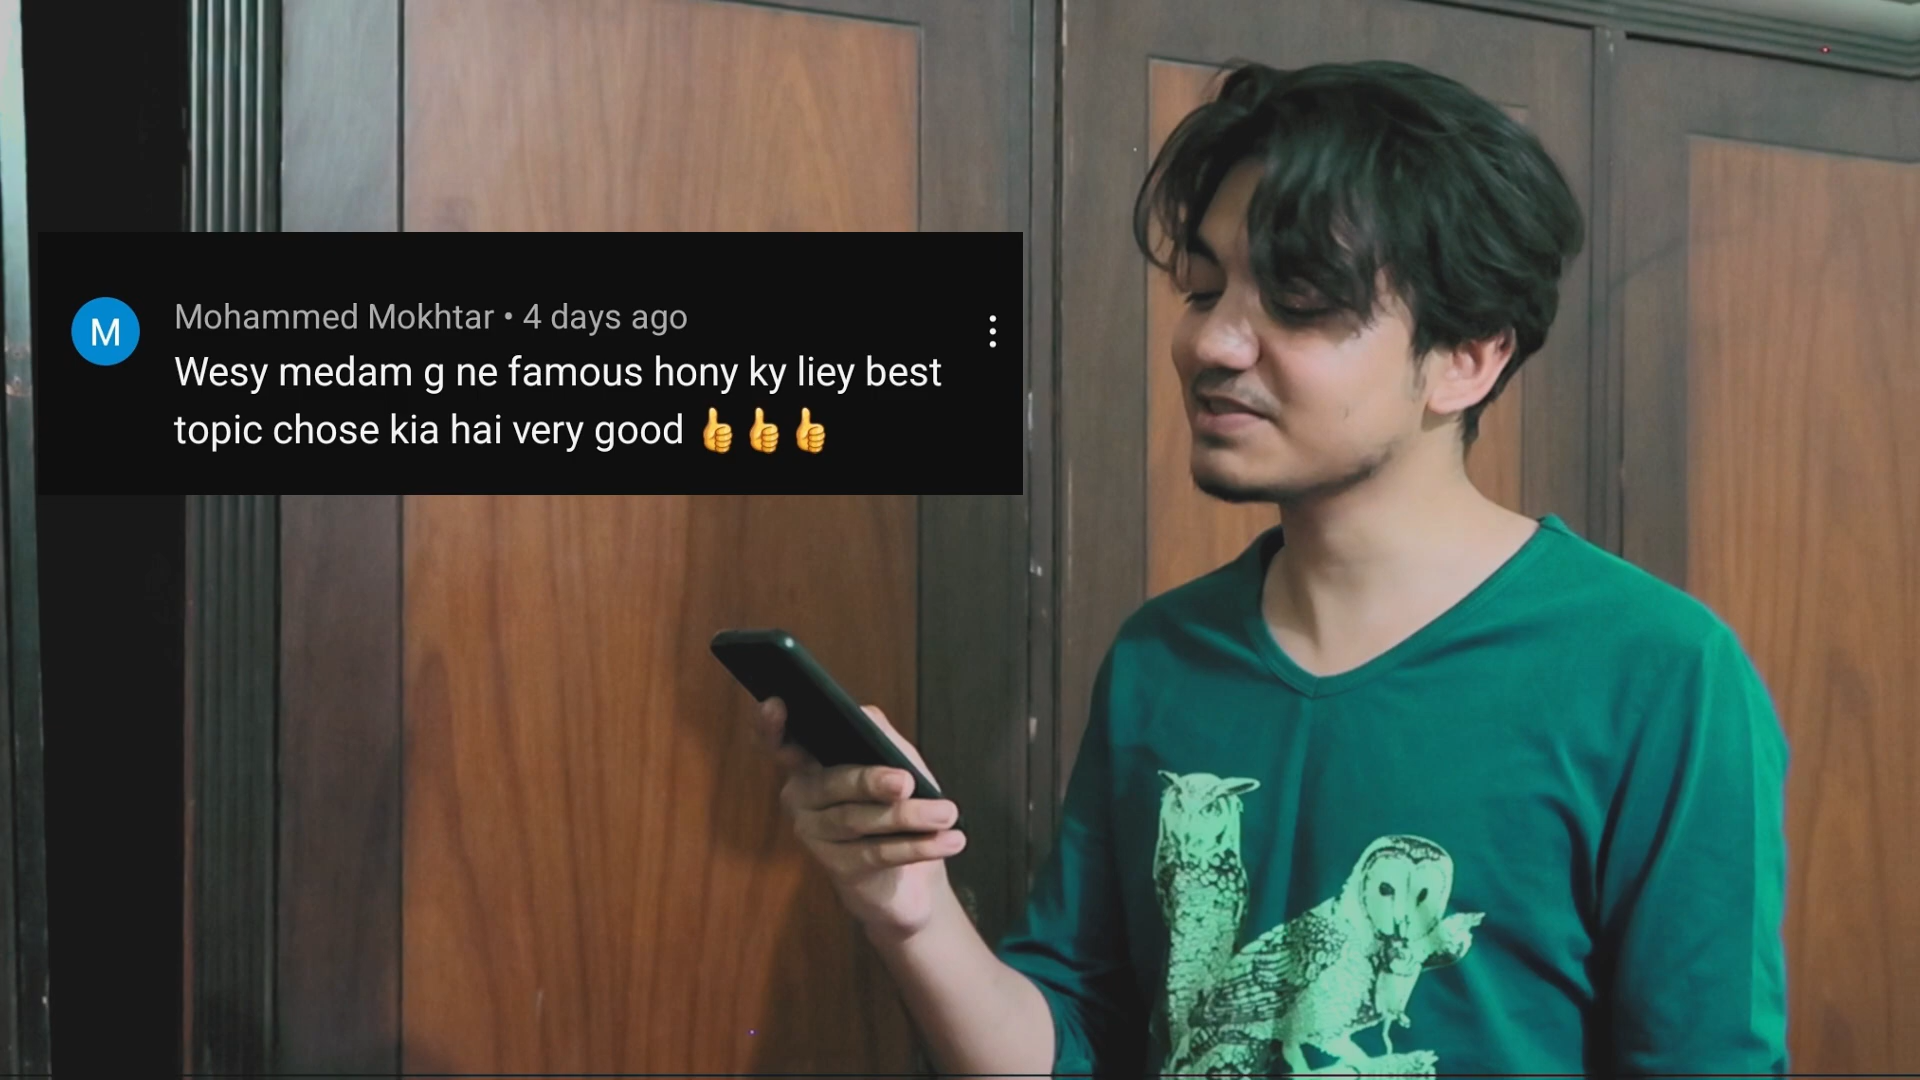 M
Mohammed Mokhtar • 4 days ago
Wesy medam g ne famous hony ky liey best
topic chose kia hai very good 👍👍👍